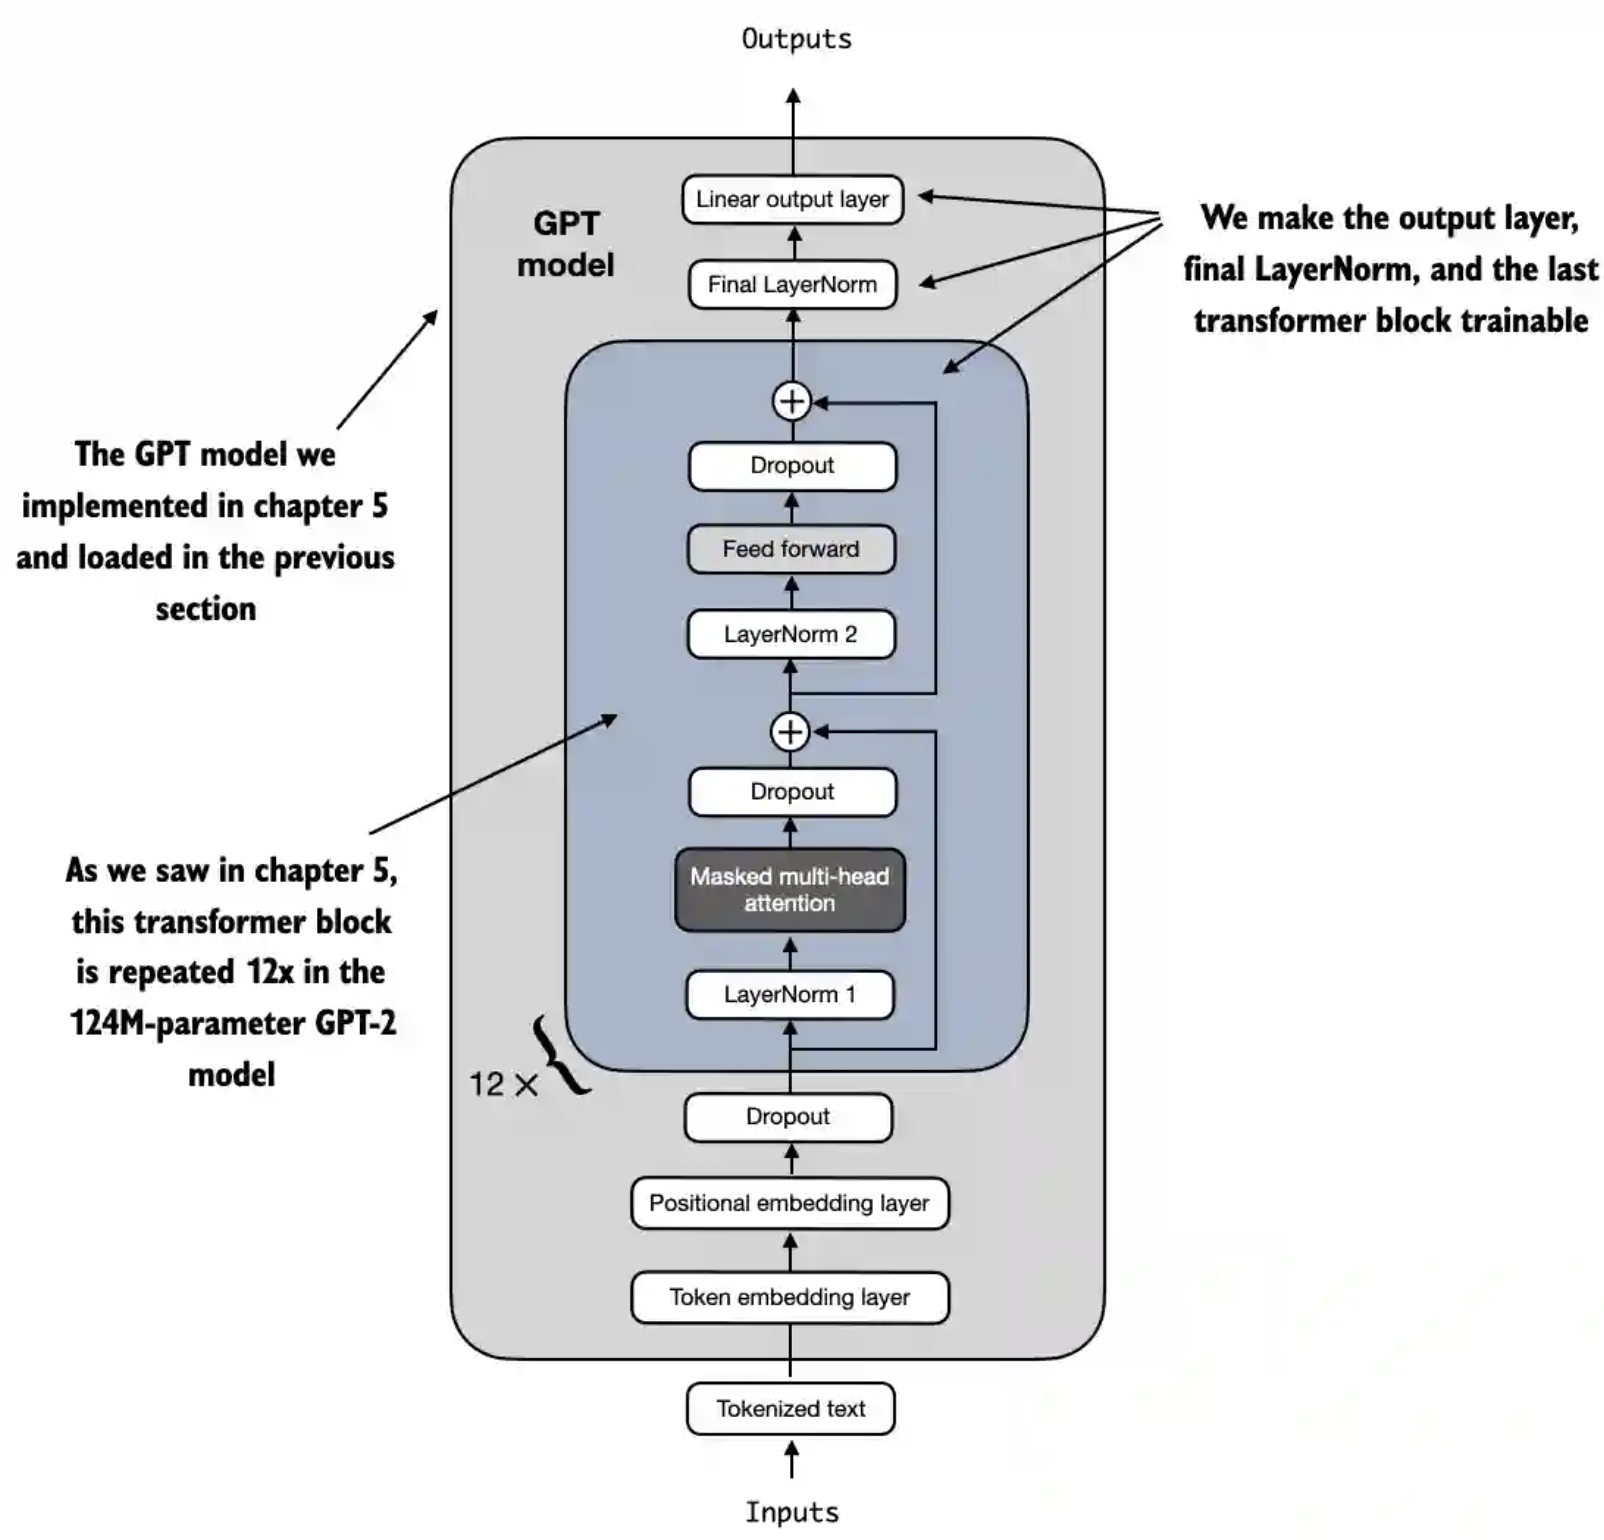 Outputs
Linear output layer
GPT
model
Final LayerNorm
We make the output layer,
final LayerNorm, and the last
transformer block trainable
The GPT model we
implemented in chapter 5
and loaded in the previous
section
+
Dropout
Feed forward
LayerNorm 2
+
Dropout
Masked multi-head
attention
LayerNorm 1
As we saw in chapter 5,
this transformer block
is repeated 12x in the
124M-parameter GPT-2
model
12 × {
Dropout
Positional embedding layer
Token embedding layer
Tokenized text
Inputs